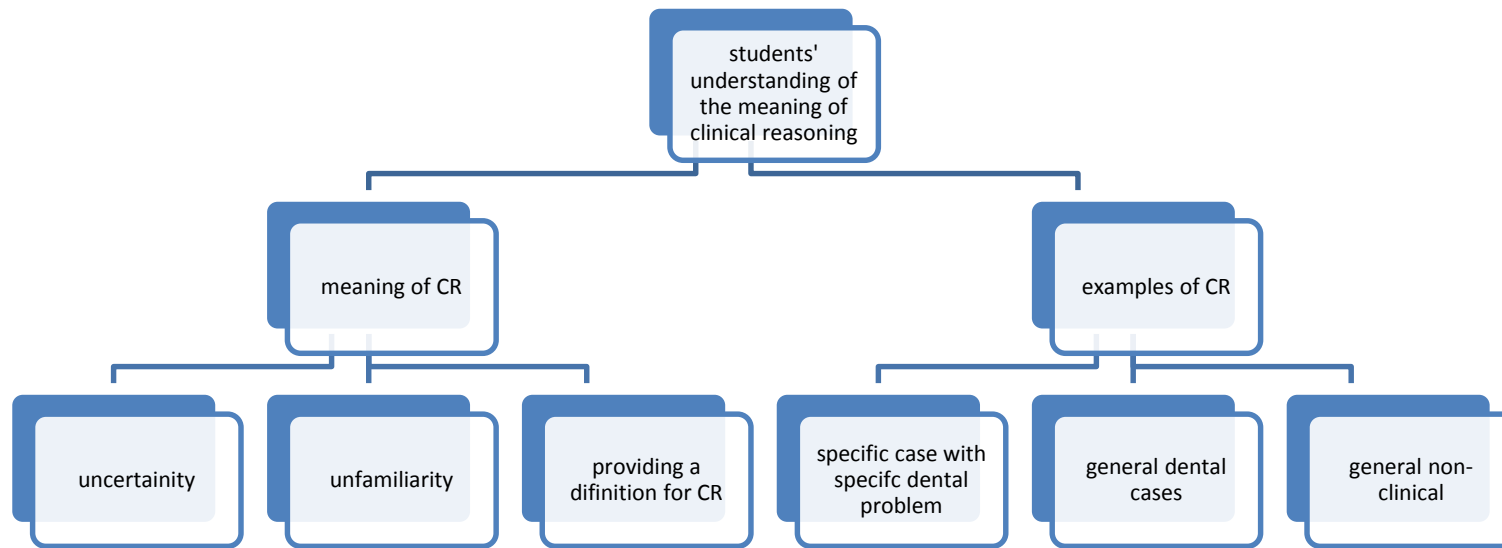 students'
understanding of
the meaning of
clinical reasoning
meaning of CR
examples of CR
uncertainity
unfamiliarity
providing a
difinition for CR
specific case with
specifc dental
problem
general dental
cases
general non-
clinical